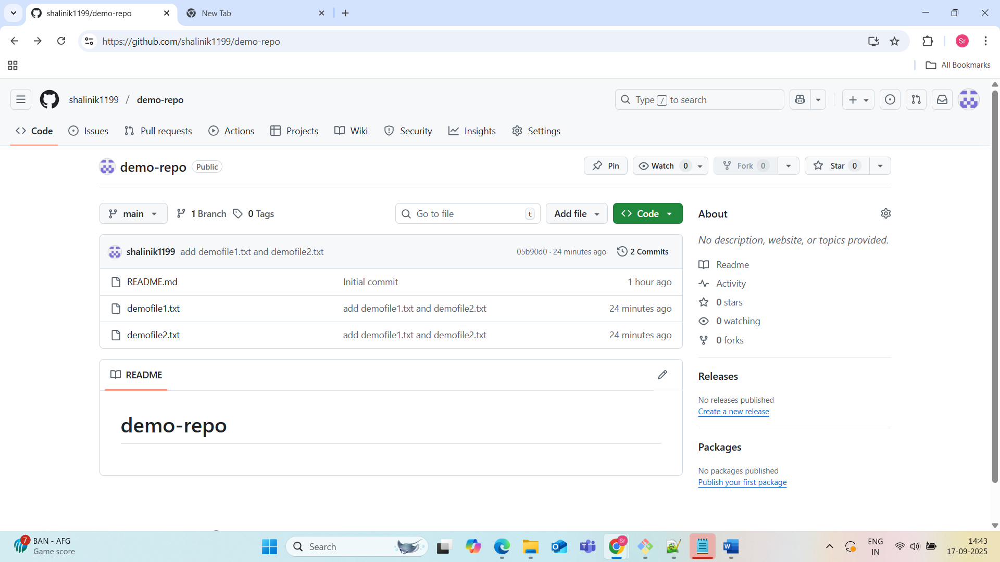 shalinik1199/demo-repo
New Tab
https://github.com/shalinik1199/demo-repo
Sr
All Bookmarks
shalinik1199 / demo-repo
Type / to search
Code Issues Pull requests Actions Projects Wiki Security Insights Settings
demo-repo Public
Pin Watch 0 Fork 0 Star 0
main 1 Branch 0 Tags Go to file t Add file Code
shalinik1199 add demofile1.txt and demofile2.txt 05b90d0 · 24 minutes ago 2 Commits
README.md Initial commit 1 hour ago
demofile1.txt add demofile1.txt and demofile2.txt 24 minutes ago
demofile2.txt add demofile1.txt and demofile2.txt 24 minutes ago
README
demo-repo
About
No description, website, or topics provided.
Readme
Activity
0 stars
0 watching
0 forks
Releases
No releases published
Create a new release
Packages
No packages published
Publish your first package
7
BAN - AFG
Game score
Search
Sr
ENG
IN
14:43
17-09-2025